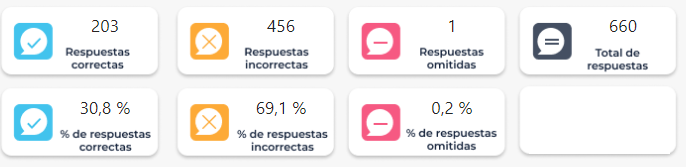 203
Respuestas
correctas
456
Respuestas
incorrectas
1
Respuestas
omitidas
660
Total de
respuestas
30,8 %
% de respuestas
correctas
69,1 %
% de respuestas
incorrectas
0,2 %
% de respuestas
omitidas